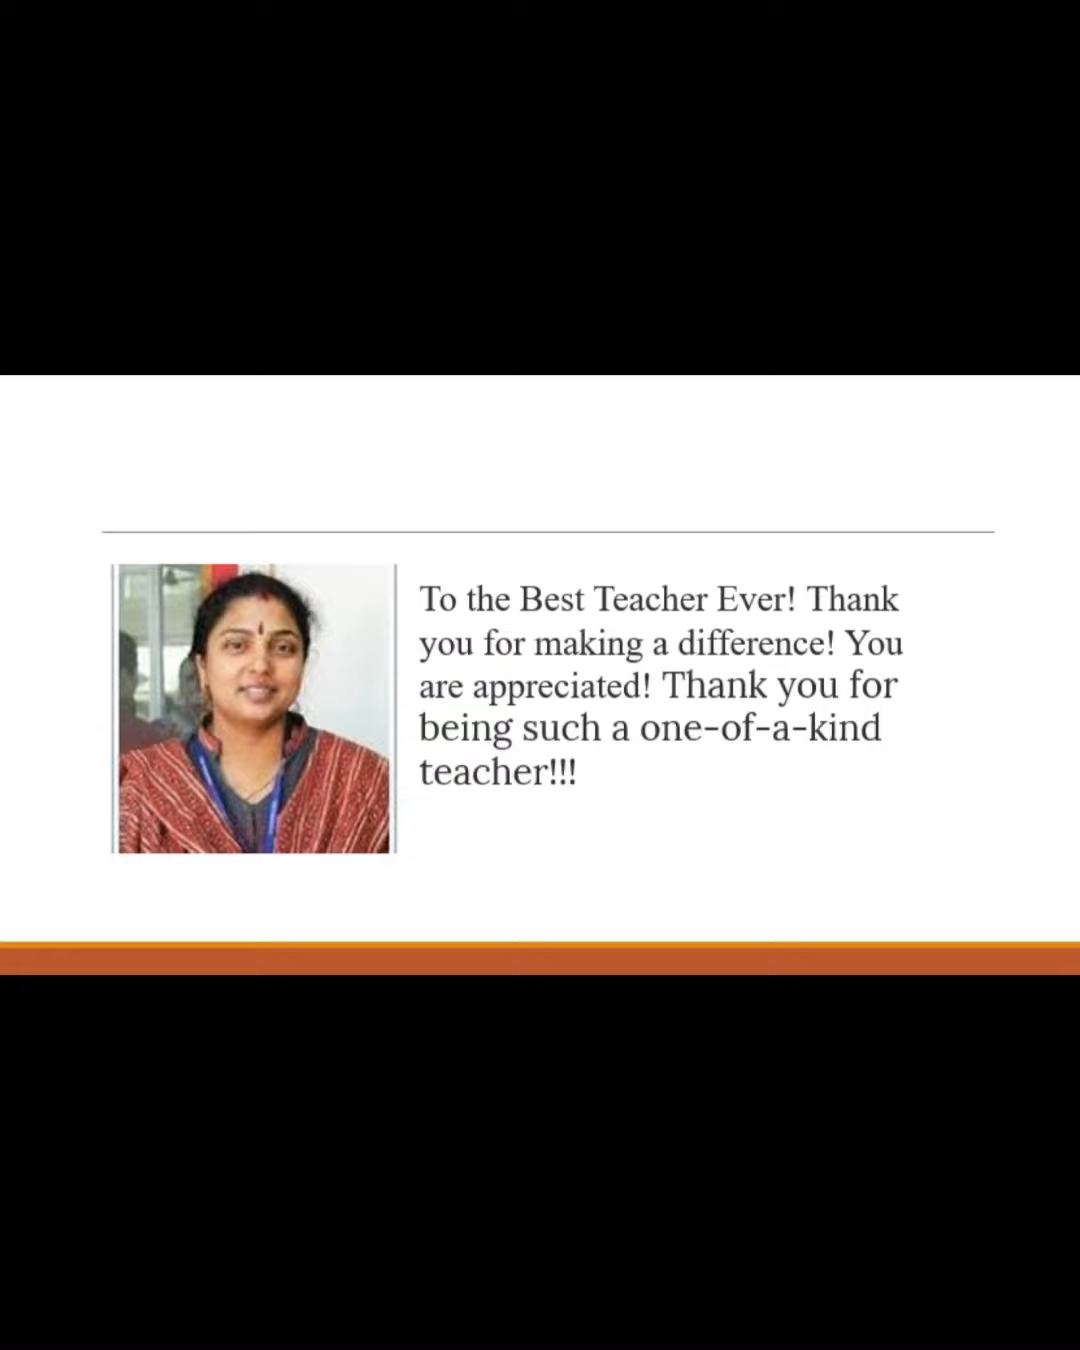 To the Best Teacher Ever! Thank
you for making a difference! You
are appreciated! Thank you for
being such a one-of-a-kind
teacher!!!